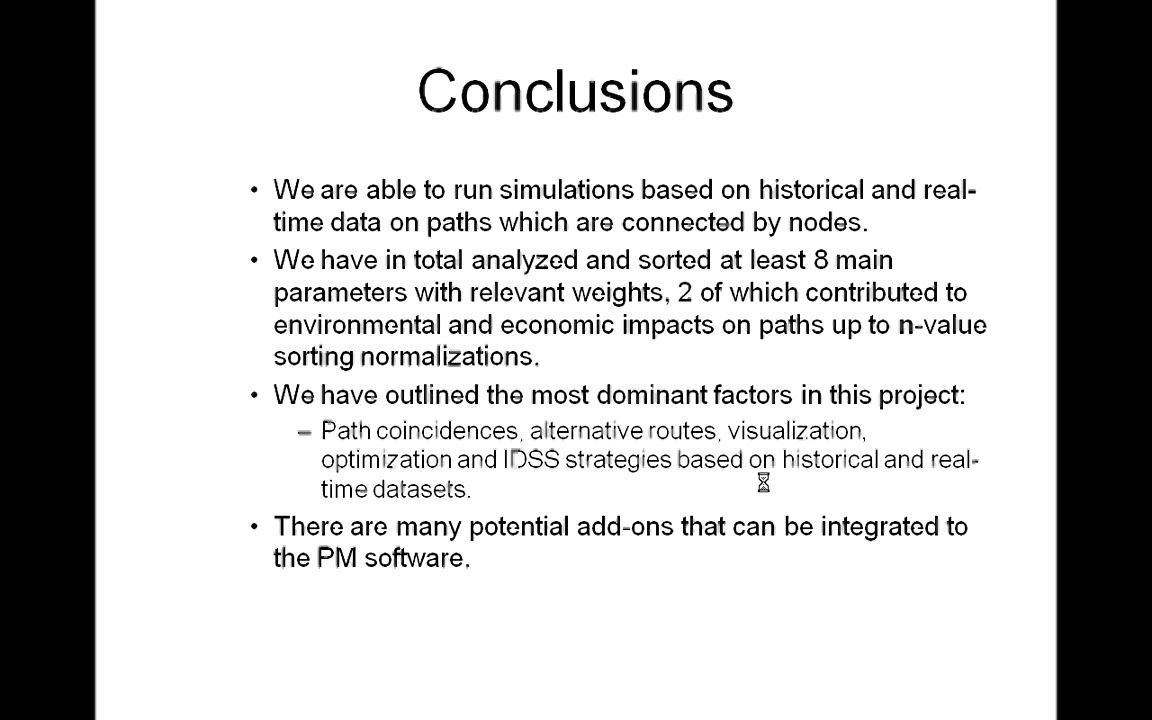 Conclusions
• We are able to run simulations based on historical and real-
time data on paths which are connected by nodes.
• We have in total analyzed and sorted at least 8 main
parameters with relevant weights, 2 of which contributed to
environmental and economic impacts on paths up to n-value
sorting normalizations.
• We have outlined the most dominant factors in this project:
– Path coincidences, alternative routes, visualization,
optimization and IDSS strategies based on historical and real-
time datasets.
• There are many potential add-ons that can be integrated to
the PM software.